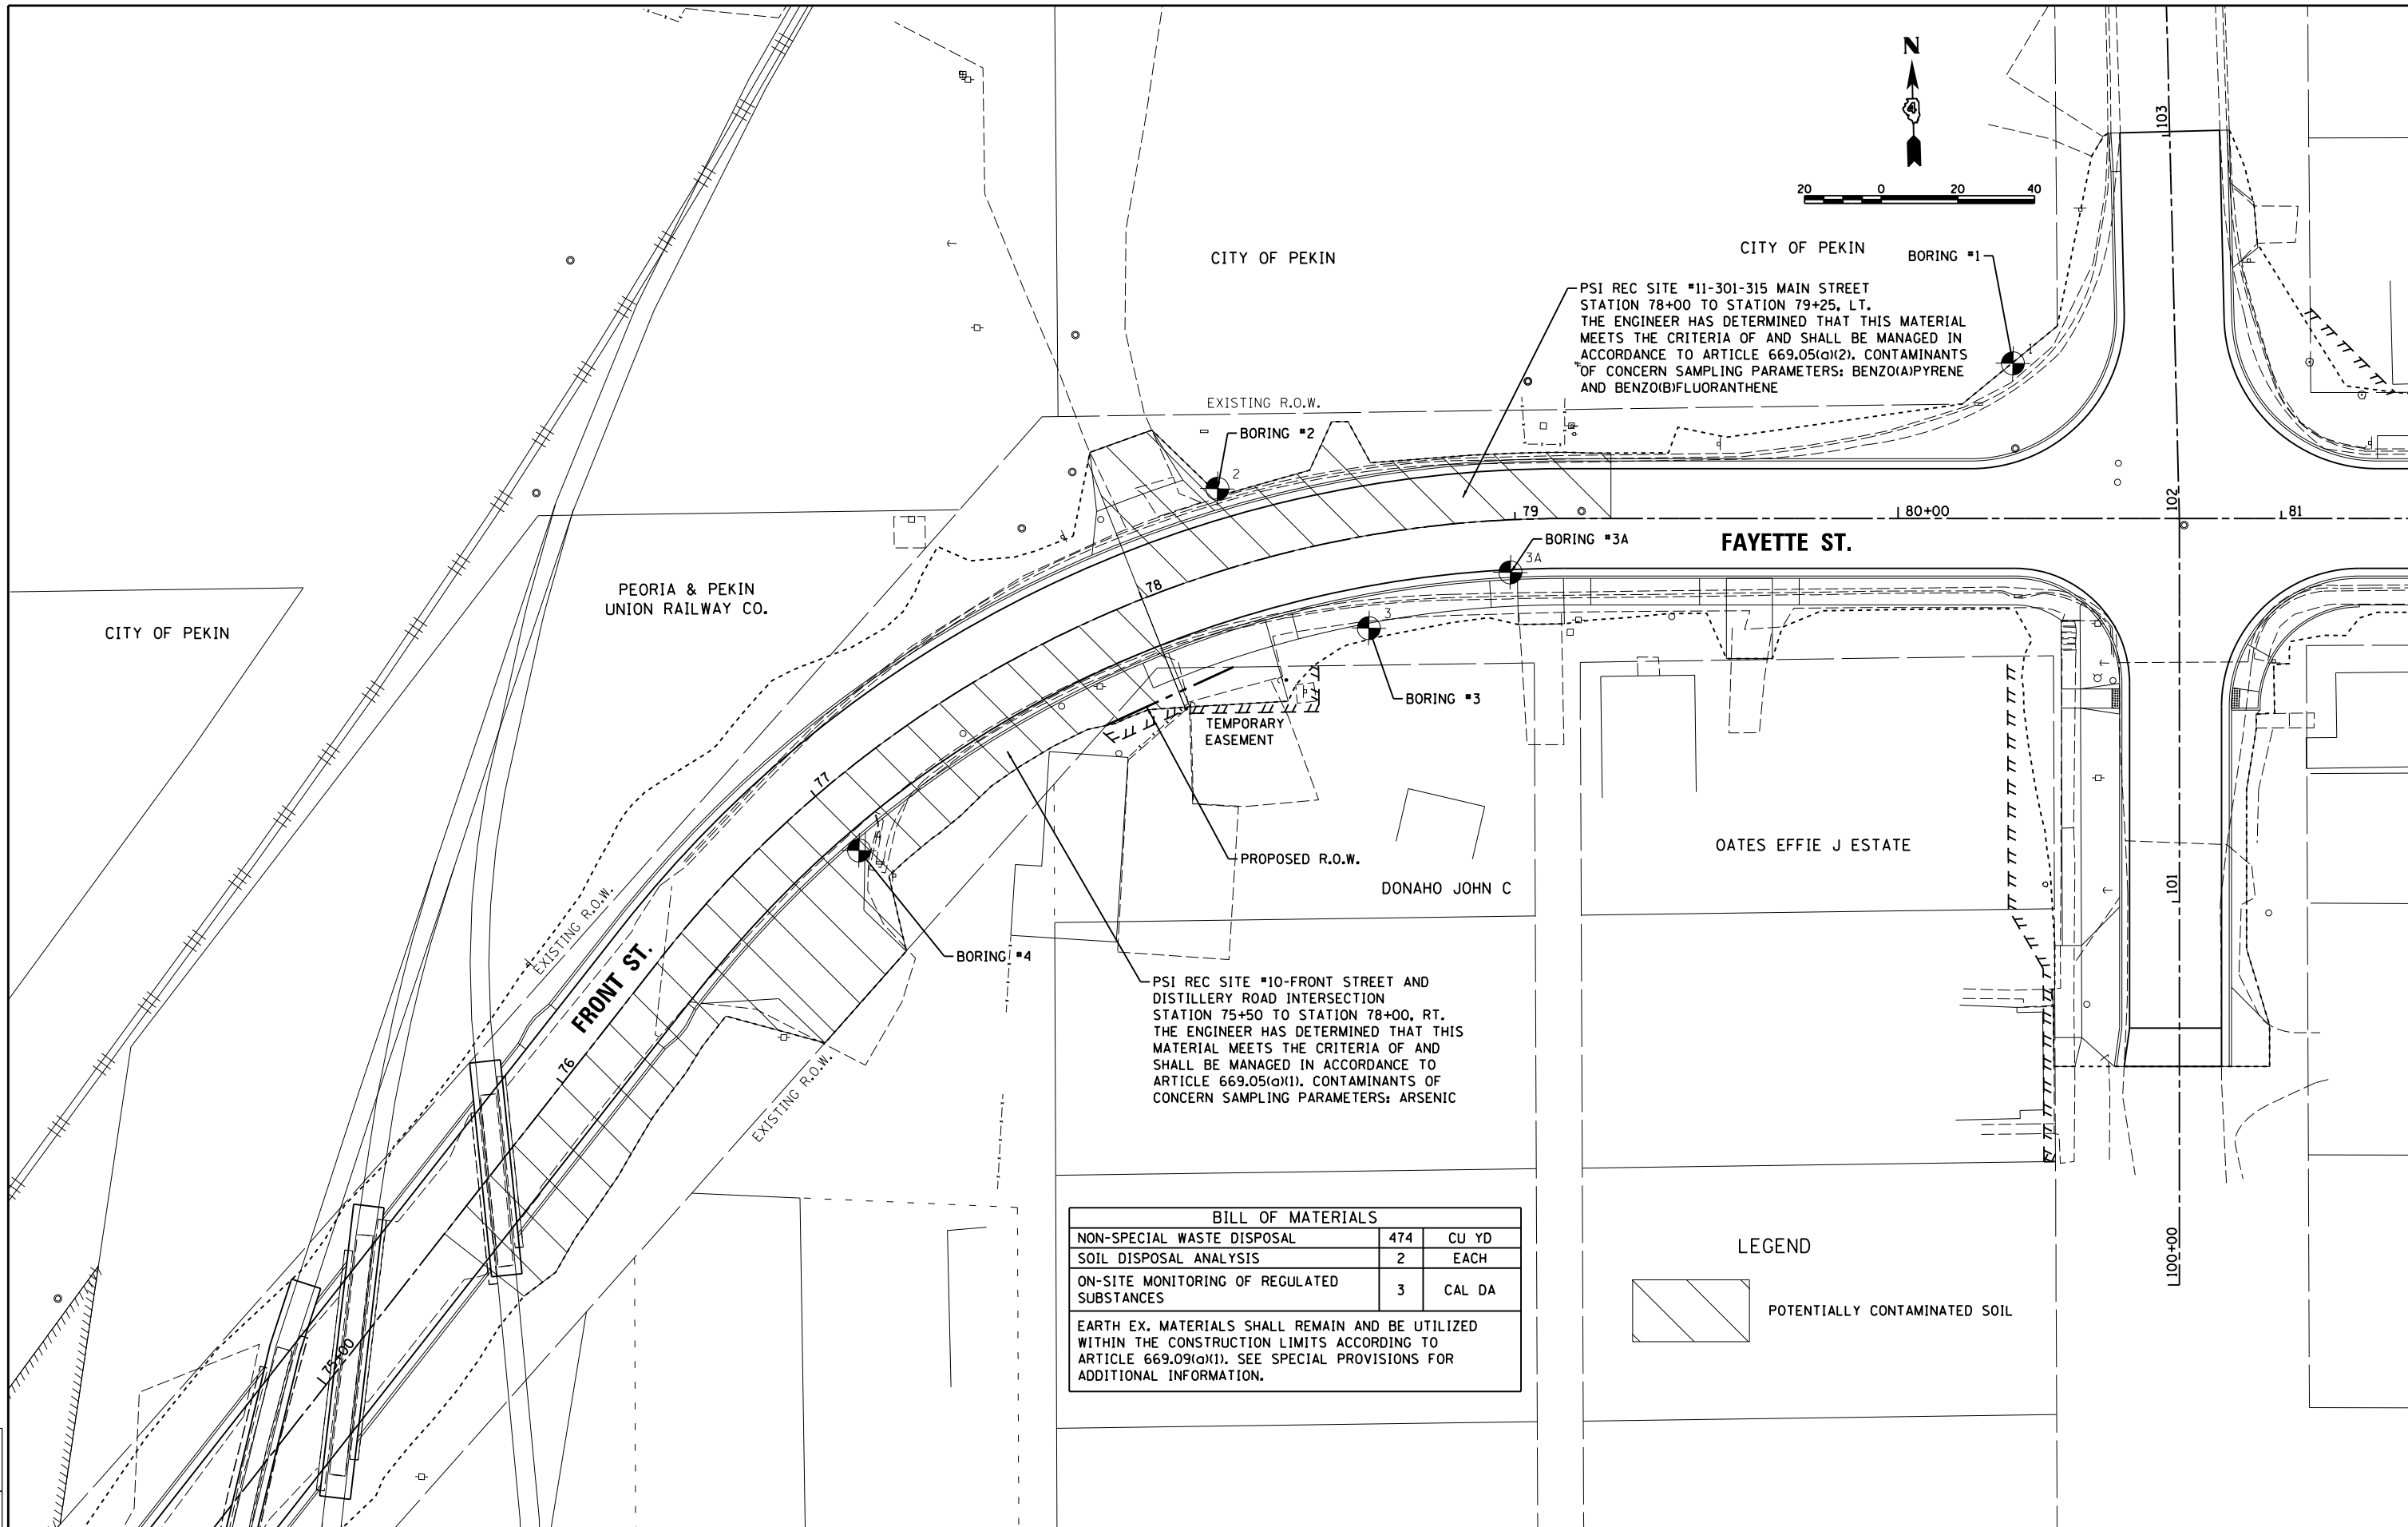 N
4
20 0 20 40
103
CITY OF PEKIN
CITY OF PEKIN
BORING #1
1
PSI REC SITE #11-301-315 MAIN STREET
STATION 78+00 TO STATION 79+25, LT.
THE ENGINEER HAS DETERMINED THAT THIS MATERIAL
MEETS THE CRITERIA OF AND SHALL BE MANAGED IN
ACCORDANCE TO ARTICLE 669.05(a)(2). CONTAMINANTS
OF CONCERN SAMPLING PARAMETERS: BENZO(A)PYRENE
AND BENZO(B)FLUORANTHENE
EXISTING R.O.W.
BORING #2
2
102
79
80+00
81
FAYETTE ST.
BORING #3A
3A
78
3
BORING #3
PEORIA & PEKIN
UNION RAILWAY CO.
CITY OF PEKIN
TEMPORARY
EASEMENT
77
PROPOSED R.O.W.
DONAHO JOHN C
OATES EFFIE J ESTATE
101
EXISTING R.O.W.
FRONT ST.
BORING #4
76
EXISTING R.O.W.
PSI REC SITE #10-FRONT STREET AND
DISTILLERY ROAD INTERSECTION
STATION 75+50 TO STATION 78+00, RT.
THE ENGINEER HAS DETERMINED THAT THIS
MATERIAL MEETS THE CRITERIA OF AND
SHALL BE MANAGED IN ACCORDANCE TO
ARTICLE 669.05(a)(1). CONTAMINANTS OF
CONCERN SAMPLING PARAMETERS: ARSENIC
75+00
100+00
BILL OF MATERIALS
NON-SPECIAL WASTE DISPOSAL 474 CU YD
SOIL DISPOSAL ANALYSIS 2 EACH
ON-SITE MONITORING OF REGULATED
SUBSTANCES 3 CAL DA
EARTH EX. MATERIALS SHALL REMAIN AND BE UTILIZED
WITHIN THE CONSTRUCTION LIMITS ACCORDING TO
ARTICLE 669.09(a)(1). SEE SPECIAL PROVISIONS FOR
ADDITIONAL INFORMATION.
LEGEND
POTENTIALLY CONTAMINATED SOIL